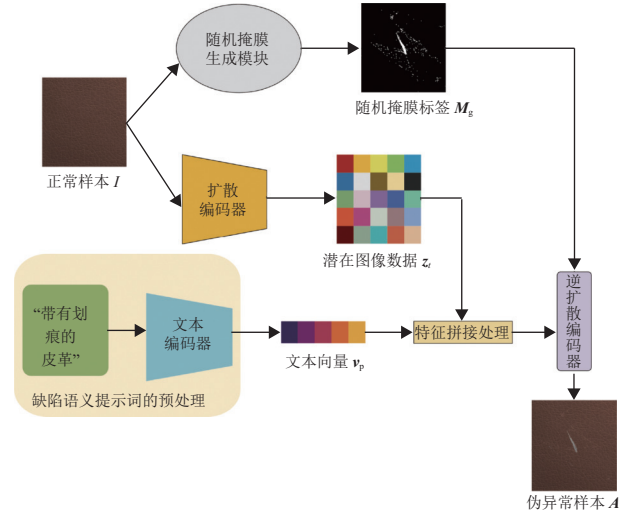 随机掩膜
生成模块
随机掩膜标签 Mg
正常样本 I
扩散
编码器
潜在图像数据 zt
“带有划
痕的
皮革”
文本
编码器
文本向量 vp
特征拼接处理
逆扩散编码器
缺陷语义提示词的预处理
伪异常样本 A